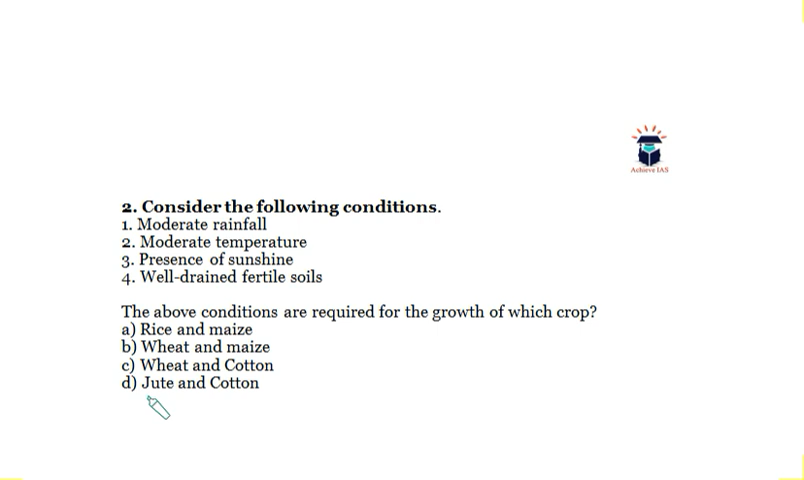 Achieve IAS
2. Consider the following conditions.
1. Moderate rainfall
2. Moderate temperature
3. Presence of sunshine
4. Well-drained fertile soils
The above conditions are required for the growth of which crop?
a) Rice and maize
b) Wheat and maize
c) Wheat and Cotton
d) Jute and Cotton